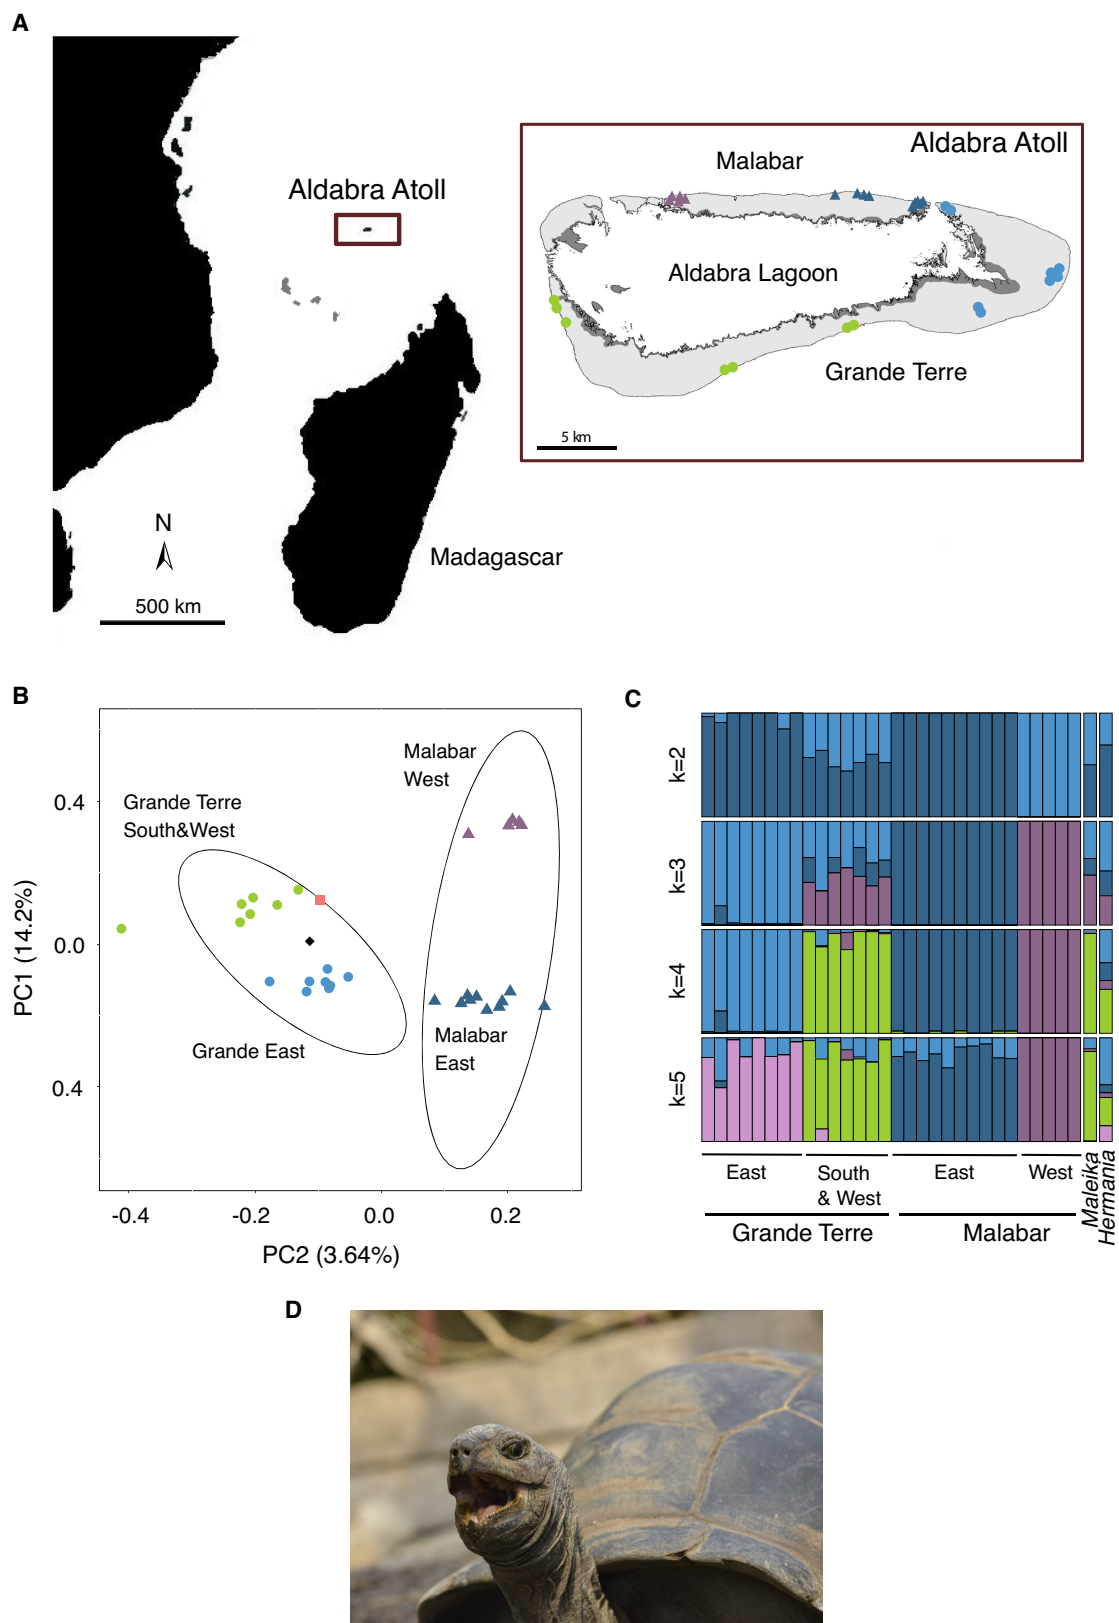 A
Aldabra Atoll
N
500 km
Madagascar
Aldabra Atoll
Malabar
Aldabra Lagoon
Grande Terre
5 km
B
PC1 (14.2%)
0.4
0.0
0.4
Grande Terre
South&West
Malabar
West
Grande East
Malabar
East
-0.4
-0.2
0.0
0.2
PC2 (3.64%)
C
k=2
k=3
k=4
k=5
East
South
& West
East
West
Grande Terre
Malabar
Maleika
Hermania
D